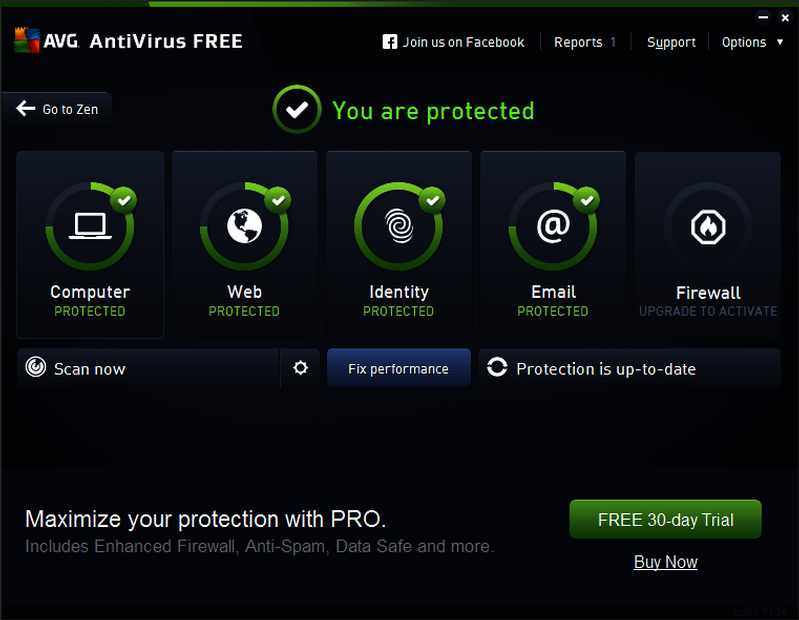 AVG. AntiVirus FREE
Join us on Facebook
Reports 1
Support
Options
Go to Zen
You are protected
Computer
PROTECTED
Web
PROTECTED
Identity
PROTECTED
@
Email
PROTECTED
Firewall
UPGRADE TO ACTIVATE
Scan now
Fix performance
Protection is up-to-date
Maximize your protection with PRO.
Includes Enhanced Firewall, Anti-Spam, Data Safe and more.
FREE 30-day Trial
Buy Now